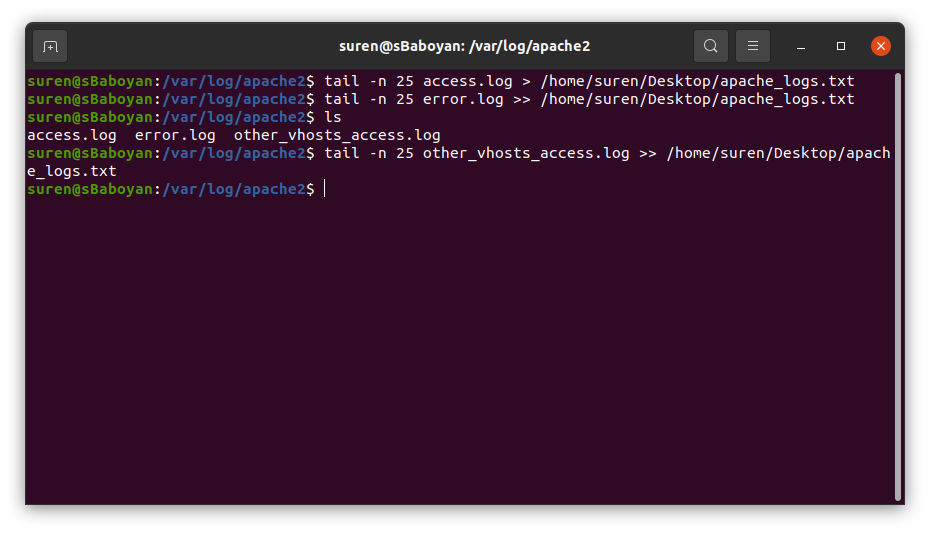 suren@sBaboyan: /var/log/apache2
suren@sBaboyan:/var/log/apache2$ tail -n 25 access.log > /home/suren/Desktop/apache_logs.txt
suren@sBaboyan:/var/log/apache2$ tail -n 25 error.log >> /home/suren/Desktop/apache_logs.txt
suren@sBaboyan:/var/log/apache2$ ls
access.log  error.log  other_vhosts_access.log
suren@sBaboyan:/var/log/apache2$ tail -n 25 other_vhosts_access.log >> /home/suren/Desktop/apach
e_logs.txt
suren@sBaboyan:/var/log/apache2$